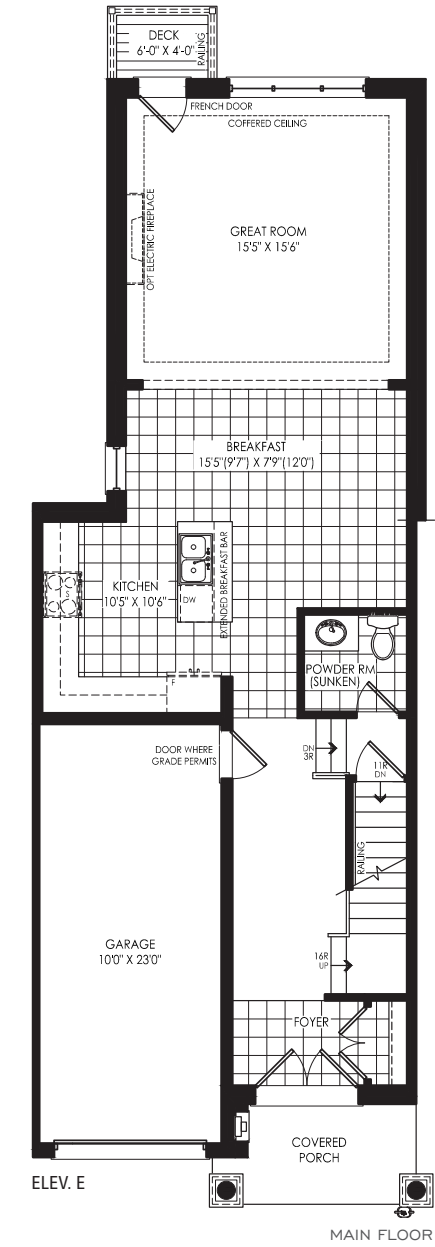 DECK
6'-0" X 4'-0"
RAILING
FRENCH DOOR
COFFERED CEILING
OPT ELECTRIC FIREPLACE
GREAT ROOM
15'5" X 15'6"
BREAKFAST
15'5"(9'7") X 7'9"(12'0")
KITCHEN
10'5" X 10'6"
S
DW
EXTENDED BREAKFAST BAR
F
POWDER RM
(SUNKEN)
DN
3R
11R
DN
DOOR WHERE
GRADE PERMITS
RAILING
GARAGE
10'0" X 23'0"
16R
UP
FOYER
COVERED
PORCH
ELEV. E
MAIN FLOOR